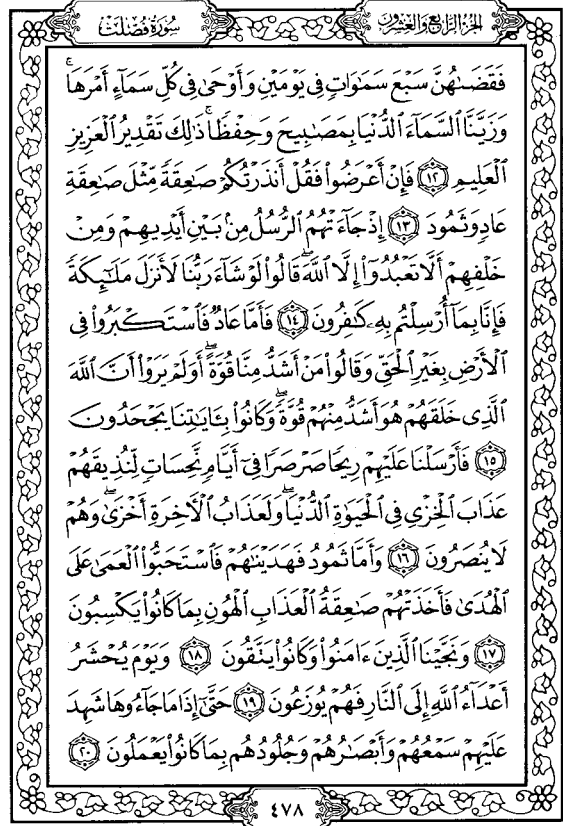 سُورَةُ فُصِّلَتْ
الجزء الرابع والعشرون
فَقَضَىٰهُنَّ سَبْعَ سَمَٰوَاتٍ فِى يَوْمَيْنِ وَأَوْحَىٰ فِى كُلِّ سَمَآءٍ أَمْرَهَا ۚ
وَزَيَّنَّا ٱلسَّمَآءَ ٱلدُّنْيَا بِمَصَٰبِيحَ وَحِفْظًا ۚ ذَٰلِكَ تَقْدِيرُ ٱلْعَزِيزِ
ٱلْعَلِيمِ ١٢ فَإِنْ أَعْرَضُوا۟ فَقُلْ أَنذَرْتُكُمْ صَٰعِقَةً مِّثْلَ صَٰعِقَةِ
عَادٍ وَثَمُودَ ١٣ إِذْ جَآءَتْهُمُ ٱلرُّسُلُ مِنۢ بَيْنِ أَيْدِيهِمْ وَمِنْ
خَلْفِهِمْ أَلَّا تَعْبُدُوٓا۟ إِلَّا ٱللَّهَ ۖ قَالُوا۟ لَوْ شَآءَ رَبُّنَا لَأَنزَلَ مَلَٰٓئِكَةً
فَإِنَّا بِمَآ أُرْسِلْتُم بِهِۦ كَٰفِرُونَ ١٤ فَأَمَّا عَادٌ فَٱسْتَكْبَرُوا۟ فِى
ٱلْأَرْضِ بِغَيْرِ ٱلْحَقِّ وَقَالُوا۟ مَنْ أَشَدُّ مِنَّا قُوَّةً ۖ أَوَلَمْ يَرَوْا۟ أَنَّ ٱللَّهَ
ٱلَّذِى خَلَقَهُمْ هُوَ أَشَدُّ مِنْهُمْ قُوَّةً ۖ وَكَانُوا۟ بِـَٔايَٰتِنَا يَجْحَدُونَ
١٥ فَأَرْسَلْنَا عَلَيْهِمْ رِيحًا صَرْصَرًا فِىٓ أَيَّامٍ نَّحِسَاتٍ لِّنُذِيقَهُمْ
عَذَابَ ٱلْخِزْىِ فِى ٱلْحَيَوٰةِ ٱلدُّنْيَا ۖ وَلَعَذَابُ ٱلْءَاخِرَةِ أَخْزَىٰ ۖ وَهُمْ
لَا يُنصَرُونَ ١٦ وَأَمَّا ثَمُودُ فَهَدَيْنَٰهُمْ فَٱسْتَحَبُّوا۟ ٱلْعَمَىٰ عَلَى
ٱلْهُدَىٰ فَأَخَذَتْهُمْ صَٰعِقَةُ ٱلْعَذَابِ ٱلْهُونِ بِمَا كَانُوا۟ يَكْسِبُونَ
١٧ وَنَجَّيْنَا ٱلَّذِينَ ءَامَنُوا۟ وَكَانُوا۟ يَتَّقُونَ ١٨ وَيَوْمَ يُحْشَرُ
أَعْدَآءُ ٱللَّهِ إِلَى ٱلنَّارِ فَهُمْ يُوزَعُونَ ١٩ حَتَّىٰٓ إِذَا مَا جَآءُوهَا شَهِدَ
عَلَيْهِمْ سَمْعُهُمْ وَأَبْصَٰرُهُمْ وَجُلُودُهُم بِمَا كَانُوا۟ يَعْمَلُونَ ٢٠
٤٧٨